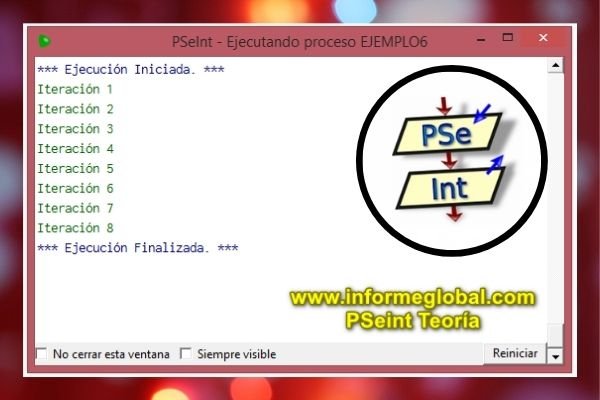 PSeInt - Ejecutando proceso EJEMPLO6
*** Ejecución Iniciada. ***
Iteración 1
Iteración 2
Iteración 3
Iteración 4
Iteración 5
Iteración 6
Iteración 7
Iteración 8
*** Ejecución Finalizada. ***
PSe
Int
www.informeglobal.com
PSeint Teoría
No cerrar esta ventana
Siempre visible
Reiniciar